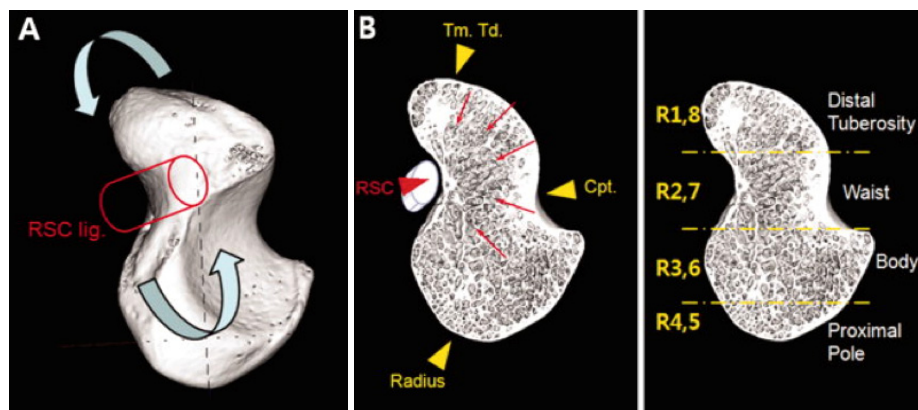 A
RSC lig.
B
Tm. Td.
RSC
Cpt.
Radius
R1,8
Distal
Tuberosity
R2,7
Waist
R3,6
Body
R4,5
Proximal
Pole